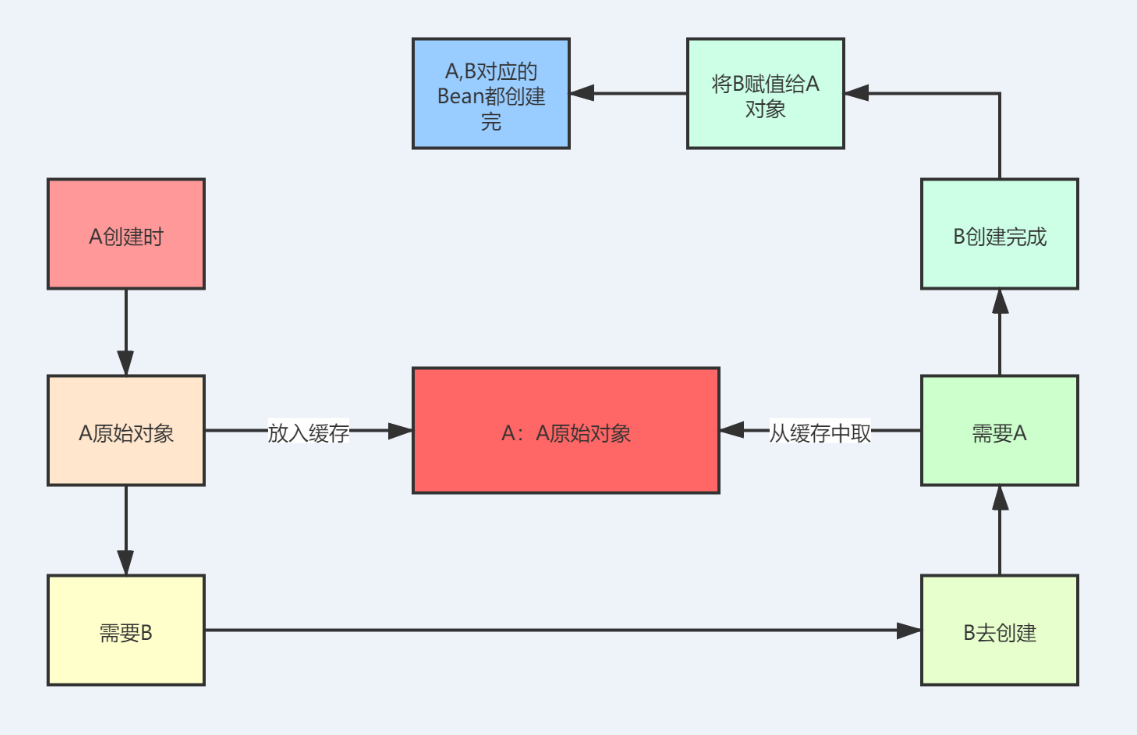 A,B对应的
Bean都创建
完
将B赋值给A
对象
A创建时
B创建完成
A原始对象
放入缓存
A：A原始对象
从缓存中取
需要A
需要B
B去创建